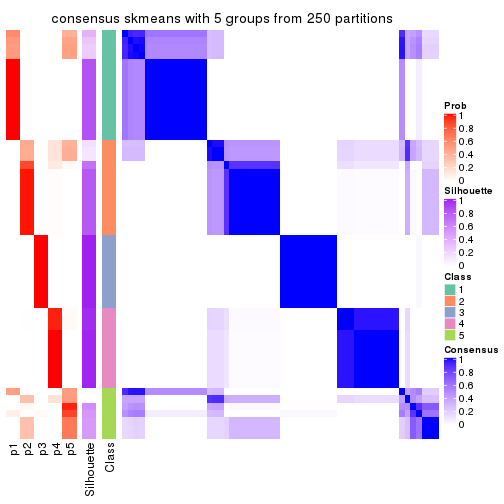 consensus skmeans with 5 groups from 250 partitions
Prob
1
0.8
0.6
0.4
0.2
0
Silhouette
1
0.8
0.6
0.4
0.2
0
Class
1
2
3
4
5
Consensus
1
0.8
0.6
0.4
0.2
0
p1
p2
p3
p4
p5
Silhouette
Class